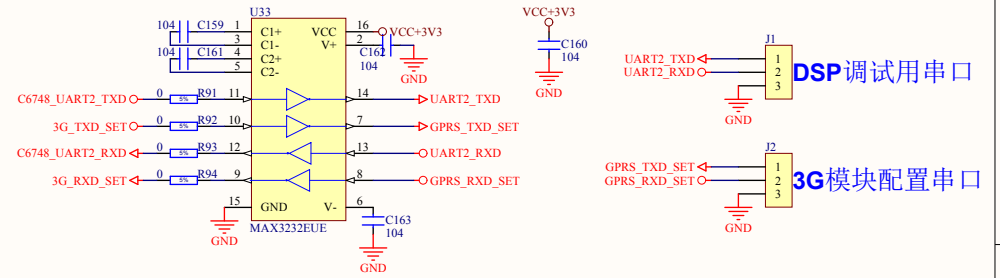 U33
104 C159 1 C1+ VCC 16 VCC+3V3
3 C1- V+ 2 C162
104 C161 4 C2+ 104
5 C2- GND
C6748_UART2_TXD 0 5% R91 11 14 UART2_TXD
3G_TXD_SET 0 5% R92 10 7 GPRS_TXD_SET
C6748_UART2_RXD 0 5% R93 12 13 UART2_RXD
3G_RXD_SET 0 5% R94 9 8 GPRS_RXD_SET
15 GND V- 6
GND MAX3232EUE C163
104
GND
VCC+3V3
C160
104
GND
J1
UART2_TXD 1
UART2_RXD 2
3
DSP调试用串口
GND
J2
GPRS_TXD_SET 1
GPRS_RXD_SET 2
3
3G模块配置串口
GND